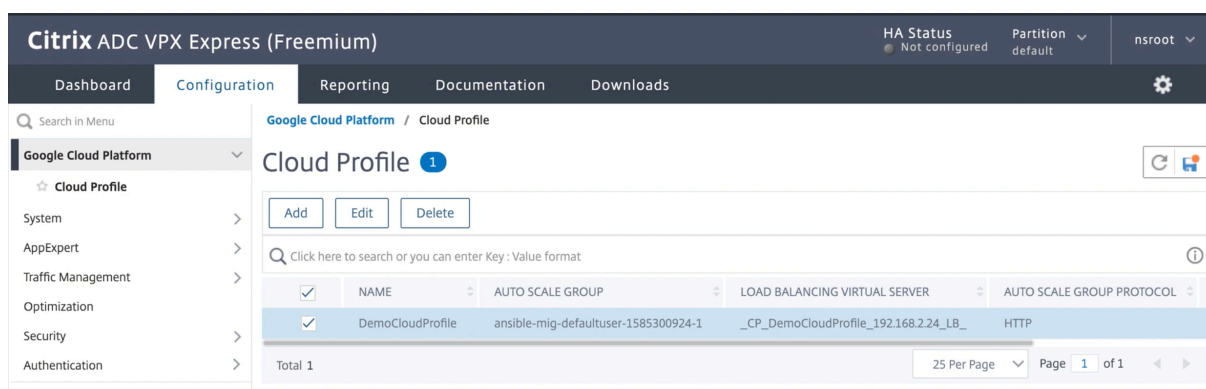 Citrix ADC VPX Express (Freemium)
HA Status
Not configured
Partition
default
nsroot
Dashboard Configuration Reporting Documentation Downloads
Search in Menu
Google Cloud Platform
Cloud Profile
System
AppExpert
Traffic Management
Optimization
Security
Authentication
Google Cloud Platform / Cloud Profile
Cloud Profile 1
Add Edit Delete
Click here to search or you can enter Key : Value format
NAME AUTO SCALE GROUP LOAD BALANCING VIRTUAL SERVER AUTO SCALE GROUP PROTOCOL
DemoCloudProfile ansible-mig-defaultuser-1585300924-1 _CP_DemoCloudProfile_192.168.2.24_LB_ HTTP
Total 1 25 Per Page Page 1 of 1